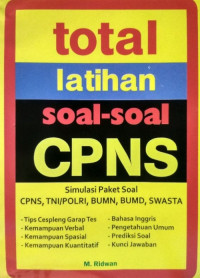 total
latihan
soal-soal
CPNS
Simulasi Paket Soal
CPNS, TNI/POLRI, BUMN, BUMD, SWASTA
- Tips Cespleng Garap Tes
- Kemampuan Verbal
- Kemampuan Spasial
- Kemampuan Kuantitatif
- Bahasa Inggris
- Pengetahuan Umum
- Prediksi Soal
- Kunci Jawaban
M. Ridwan